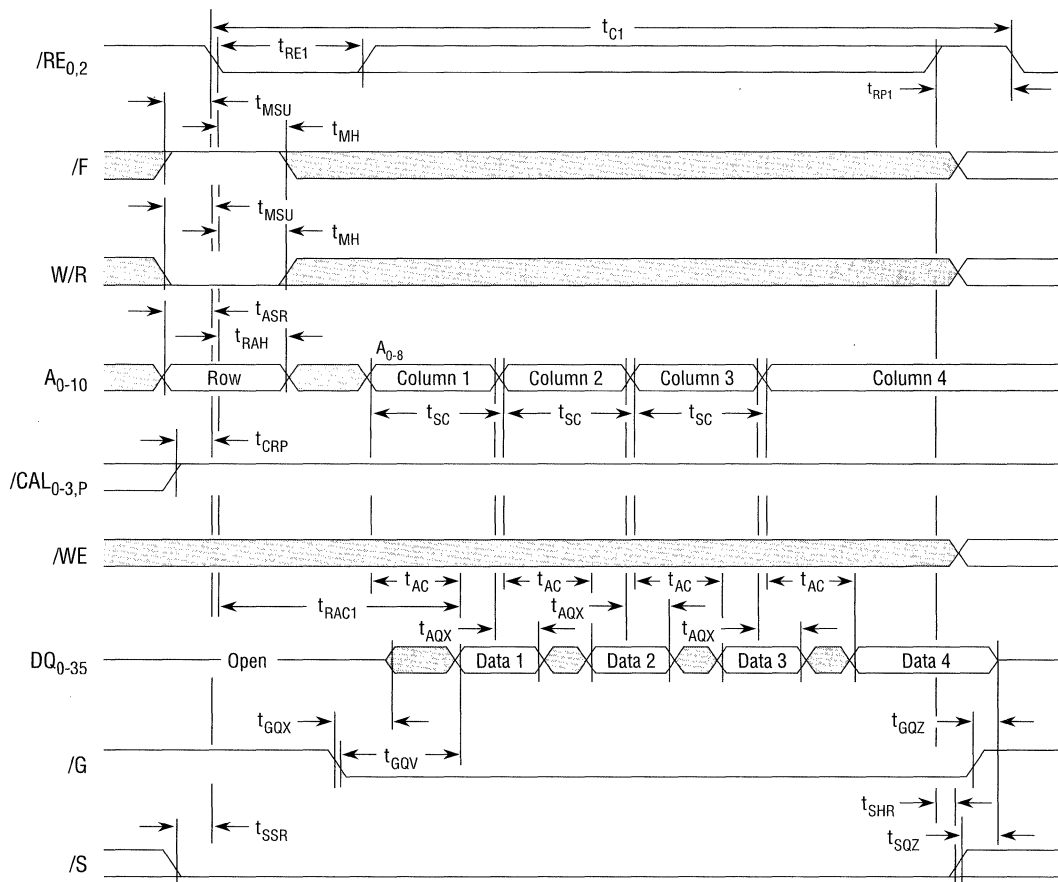 tC1
tRE1
/RE0,2
tRP1
tMSU
tMH
/F
tMSU
tMH
W/R
tASR
tRAH
A0-8
A0-10 Row Column 1 Column 2 Column 3 Column 4
tSC tSC tSC
tCRP
/CAL0-3,P
/WE
tAC tAC tAC tAC
tRAC1 tAQX
tAQX tAQX
DQ0-35 Open Data 1 Data 2 Data 3 Data 4
tGQX tGQZ
tGQV
/G
tSHR
tSSR tSQZ
/S